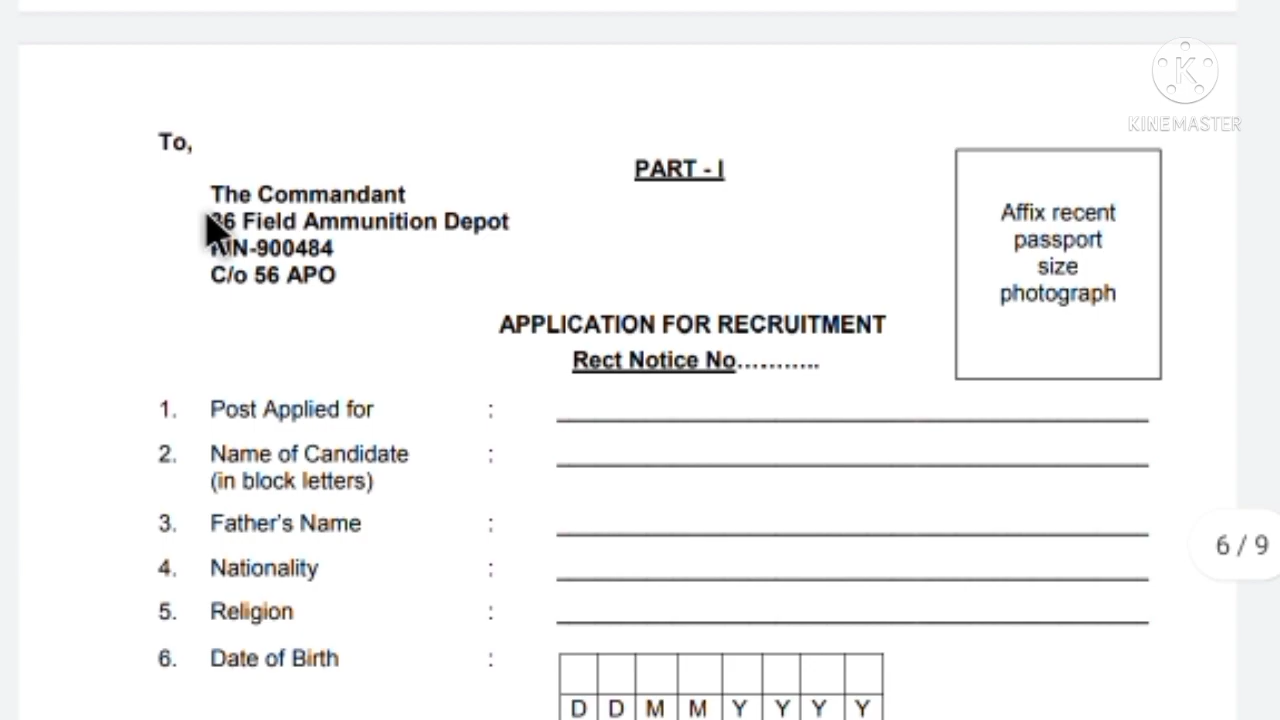 KINEMASTER
To,
PART - I
The Commandant
36 Field Ammunition Depot
C/o 56 APO
Affix recent
passport
size
photograph
APPLICATION FOR RECRUITMENT
Rect Notice No………..
1. Post Applied for :
2. Name of Candidate :
(in block letters)
3. Father's Name :
4. Nationality :
5. Religion :
6 / 9
6. Date of Birth :
D D M M Y Y Y Y